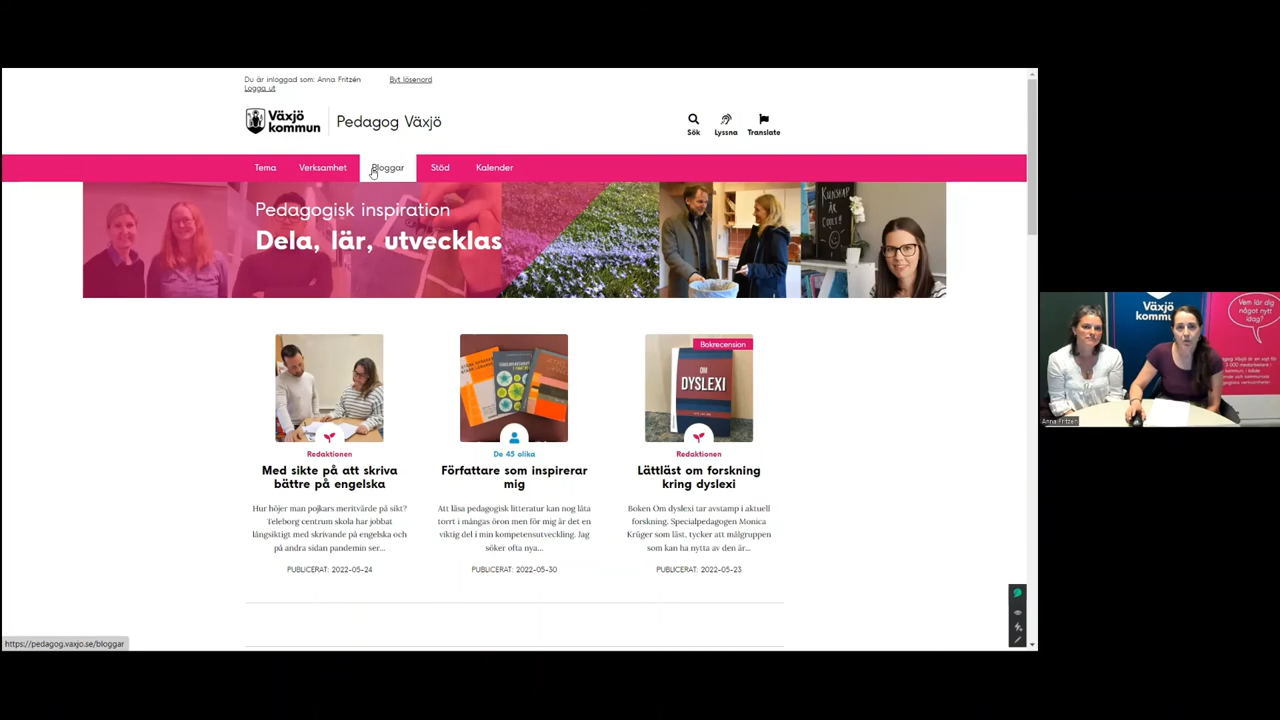 Du är inloggad som: Anna Fritzén
Byt lösenord
Logga ut
Växjö kommun
Pedagog Växjö
Sök
Lyssna
Translate
Tema
Verksamhet
Bloggar
Stöd
Kalender
Pedagogisk inspiration
Dela, lär, utvecklas
KUNSKAP
ÄR
COOLT!
Bokrecension
OM
DYSLEXI
Redaktionen
Med sikte på att skriva
bättre på engelska
Hur höjer man pojkars meritvärde på sikt?
Teleborg centrum skola har jobbat
långsiktigt med skrivande på engelska och
på andra sidan pandemin ser...
PUBLICERAT: 2022-05-24
De 45 olika
Författare som inspirerar
mig
Att läsa pedagogisk litteratur kan nog låta
torrt i mångas öron men för mig är det en
viktig del i min kompetensutveckling. Jag
söker ofta nya...
PUBLICERAT: 2022-05-30
Redaktionen
Lättläst om forskning
kring dyslexi
Boken Om dyslexi tar avstamp i aktuell
forskning. Specialpedagogen Monica
Krüger som läst, tycker att målgruppen
som kan ha nytta av den är...
PUBLICERAT: 2022-05-23
https://pedagog.vaxjo.se/bloggar
Växjö
Vem lär dig
något nytt
idag?
Anna Fritzén